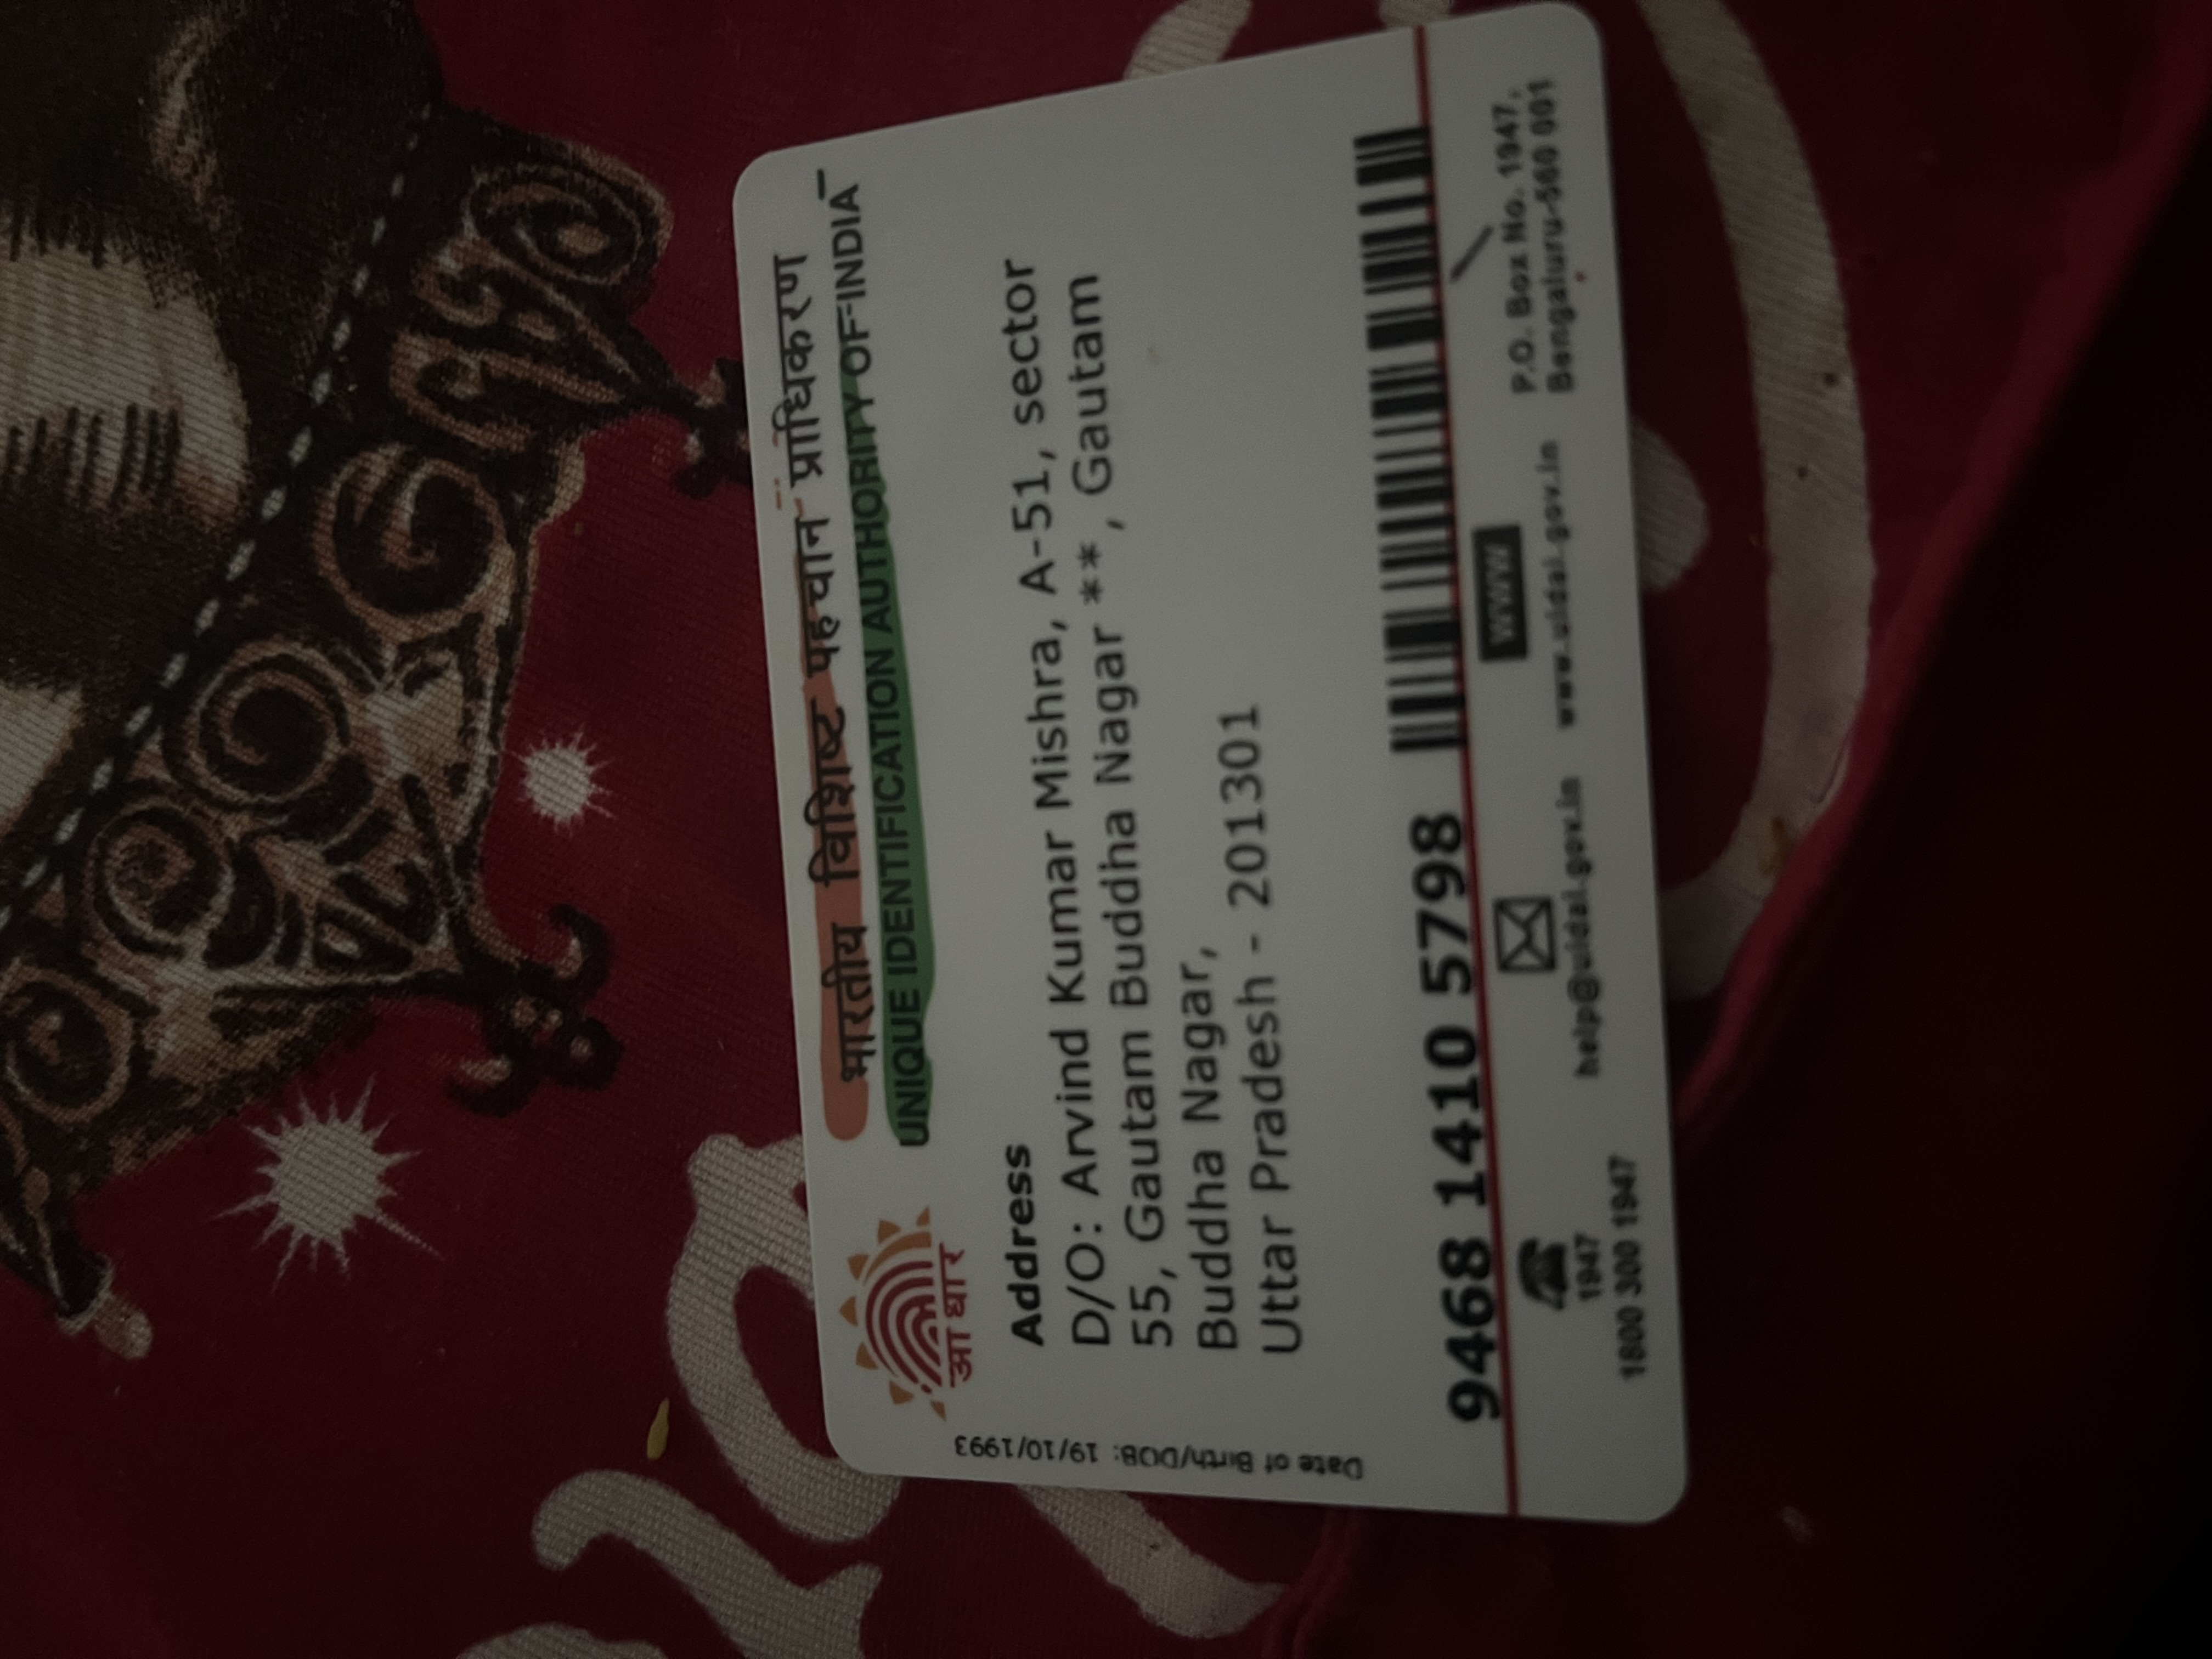 भारतीय विशिष्ट पहचान प्राधिकरण
UNIQUE IDENTIFICATION AUTHORITY OF INDIA
आधार
Address
D/O: Arvind Kumar Mishra, A-51, sector
55, Gautam Buddha Nagar **, Gautam
Buddha Nagar,
Uttar Pradesh - 201301
Date of Birth/DOB: 19/10/1993
9468 1410 5798
1947
1800 300 1947
help@uidai.gov.in
WWW
www.uidai.gov.in
P.O. Box No. 1947,
Bengaluru-560 001